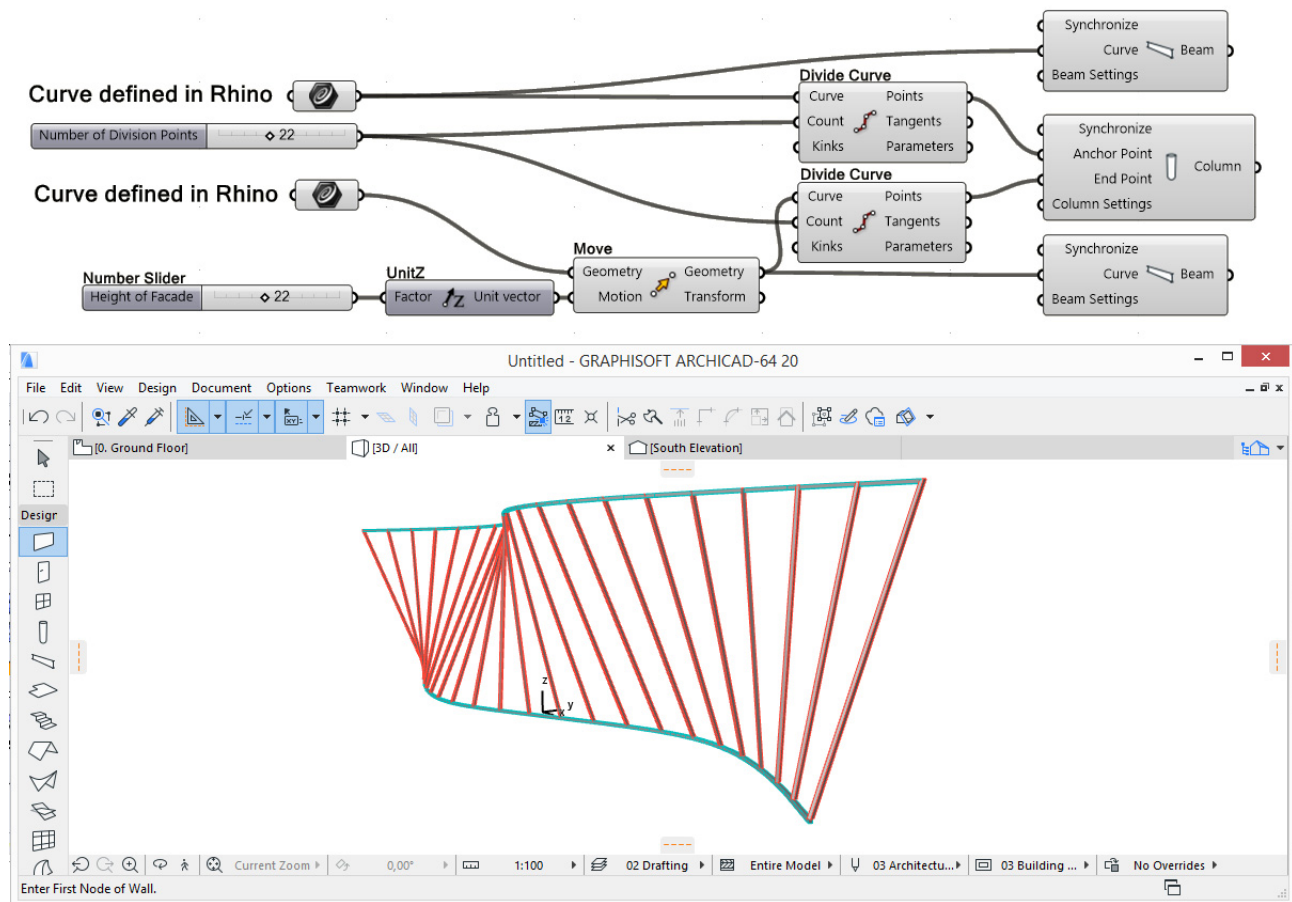 Synchronize
Curve Beam
Beam Settings
Curve defined in Rhino
Number of Division Points 22
Divide Curve
Curve Points
Count Tangents
Kinks Parameters
Synchronize
Anchor Point
End Point
Column
Column Settings
Curve defined in Rhino
Divide Curve
Curve Points
Count Tangents
Kinks Parameters
Number Slider
Height of Facade 22
UnitZ
Factor Z Unit vector
Move
Geometry Geometry
Motion Transform
Synchronize
Curve Beam
Beam Settings
Untitled - GRAPHISOFT ARCHICAD-64 20
File Edit View Design Document Options Teamwork Window Help
[0. Ground Floor] [3D / All] [South Elevation]
Design
z
y
x
Current Zoom 0,00° 1:100 02 Drafting Entire Model 03 Architectu... 03 Building ... No Overrides
Enter First Node of Wall.